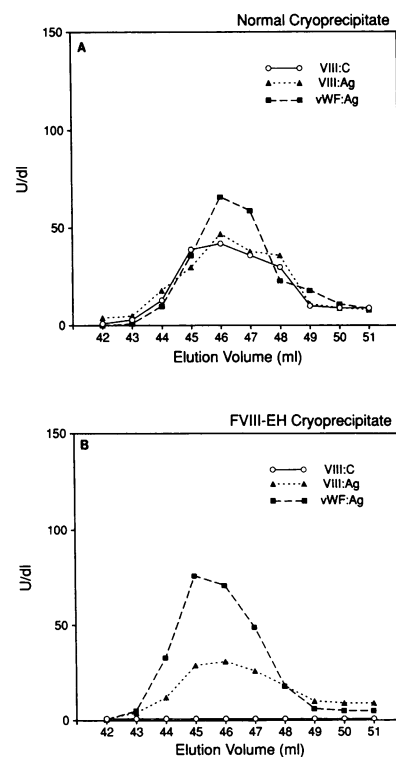 Normal Cryoprecipitate
A
VIII:C
VIII:Ag
vWF:Ag
150
100
50
0
U/dl
42 43 44 45 46 47 48 49 50 51
Elution Volume (ml)
FVIII-EH Cryoprecipitate
B
VIII:C
VIII:Ag
vWF:Ag
150
100
50
0
U/dl
42 43 44 45 46 47 48 49 50 51
Elution Volume (ml)